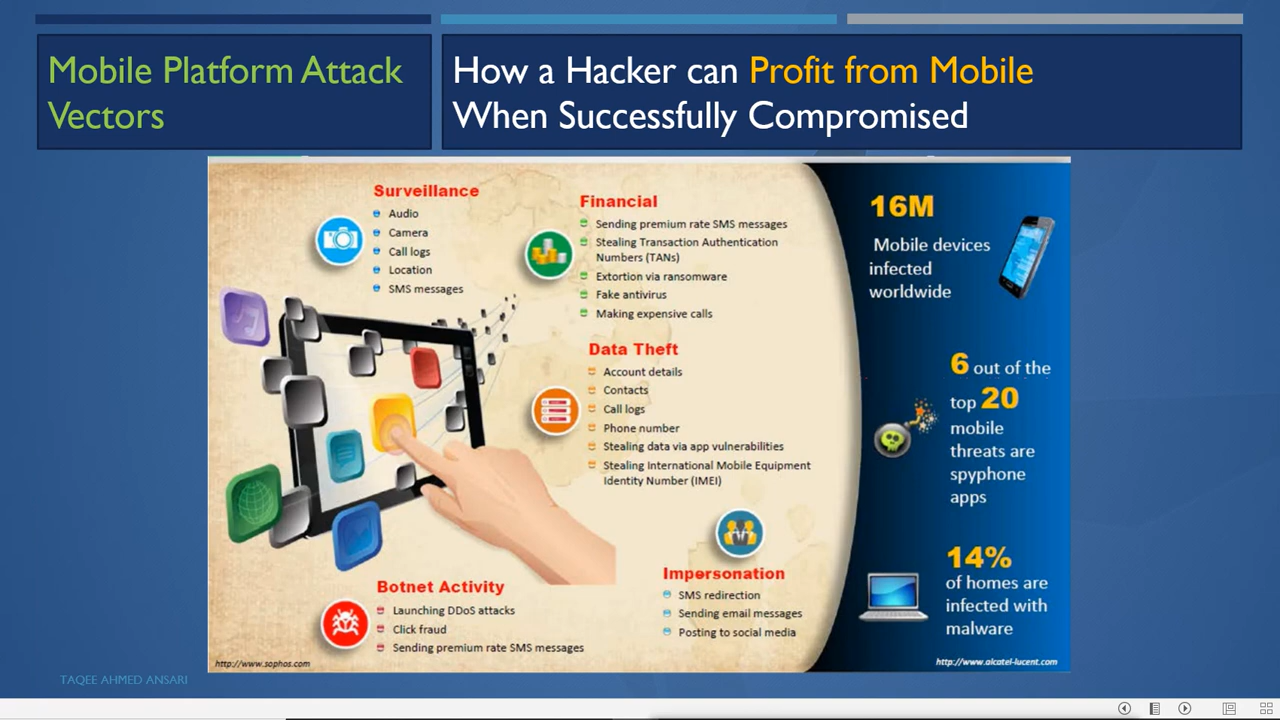 Mobile Platform Attack
Vectors
How a Hacker can Profit from Mobile
When Successfully Compromised
Surveillance
Audio
Camera
Call logs
Location
SMS messages
Financial
Sending premium rate SMS messages
Stealing Transaction Authentication
Numbers (TANs)
Extortion via ransomware
Fake antivirus
Making expensive calls
Data Theft
Account details
Contacts
Call logs
Phone number
Stealing data via app vulnerabilities
Stealing International Mobile Equipment
Identity Number (IMEI)
Botnet Activity
Launching DDoS attacks
Click fraud
Sending premium rate SMS messages
Impersonation
SMS redirection
Sending email messages
Posting to social media
http://www.sophos.com
16M
Mobile devices
infected
worldwide
6 out of the
top 20
mobile
threats are
spyphone
apps
14%
of homes are
infected with
malware
http://www.alcatel-lucent.com
TAQEE AHMED ANSARI